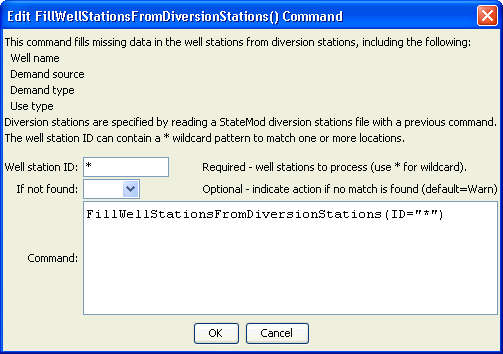 Edit FillWellStationsFromDiversionStations() Command
This command fills missing data in the well stations from diversion stations, including the following:
Well name
Demand source
Demand type
Use type
Diversion stations are specified by reading a StateMod diversion stations file with a previous command.
The well station ID can contain a * wildcard pattern to match one or more locations.
Well station ID: * Required - well stations to process (use * for wildcard).
If not found: Optional - indicate action if no match is found (default=Warn)
FillWellStationsFromDiversionStations(ID="*")
Command:
OK Cancel